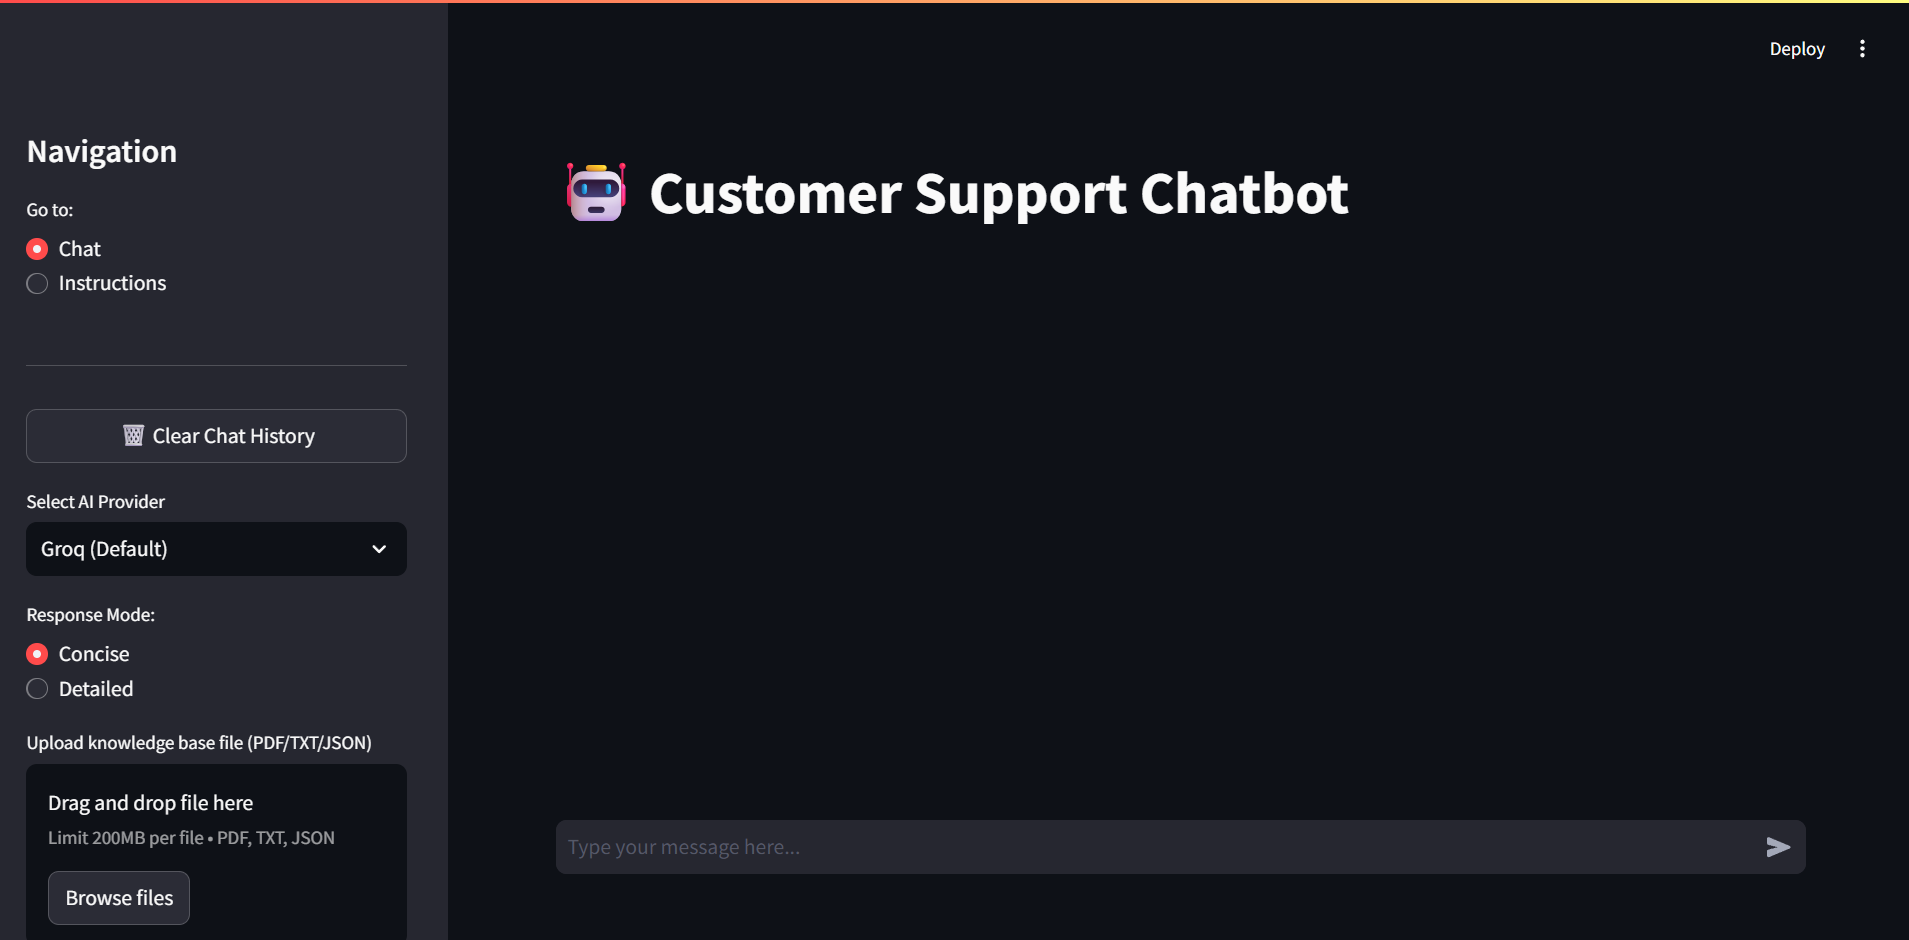 Deploy
Navigation
Go to:
Chat
Instructions
Clear Chat History
Select AI Provider
Groq (Default)
Response Mode:
Concise
Detailed
Upload knowledge base file (PDF/TXT/JSON)
Drag and drop file here
Limit 200MB per file • PDF, TXT, JSON
Browse files
Customer Support Chatbot
Type your message here...